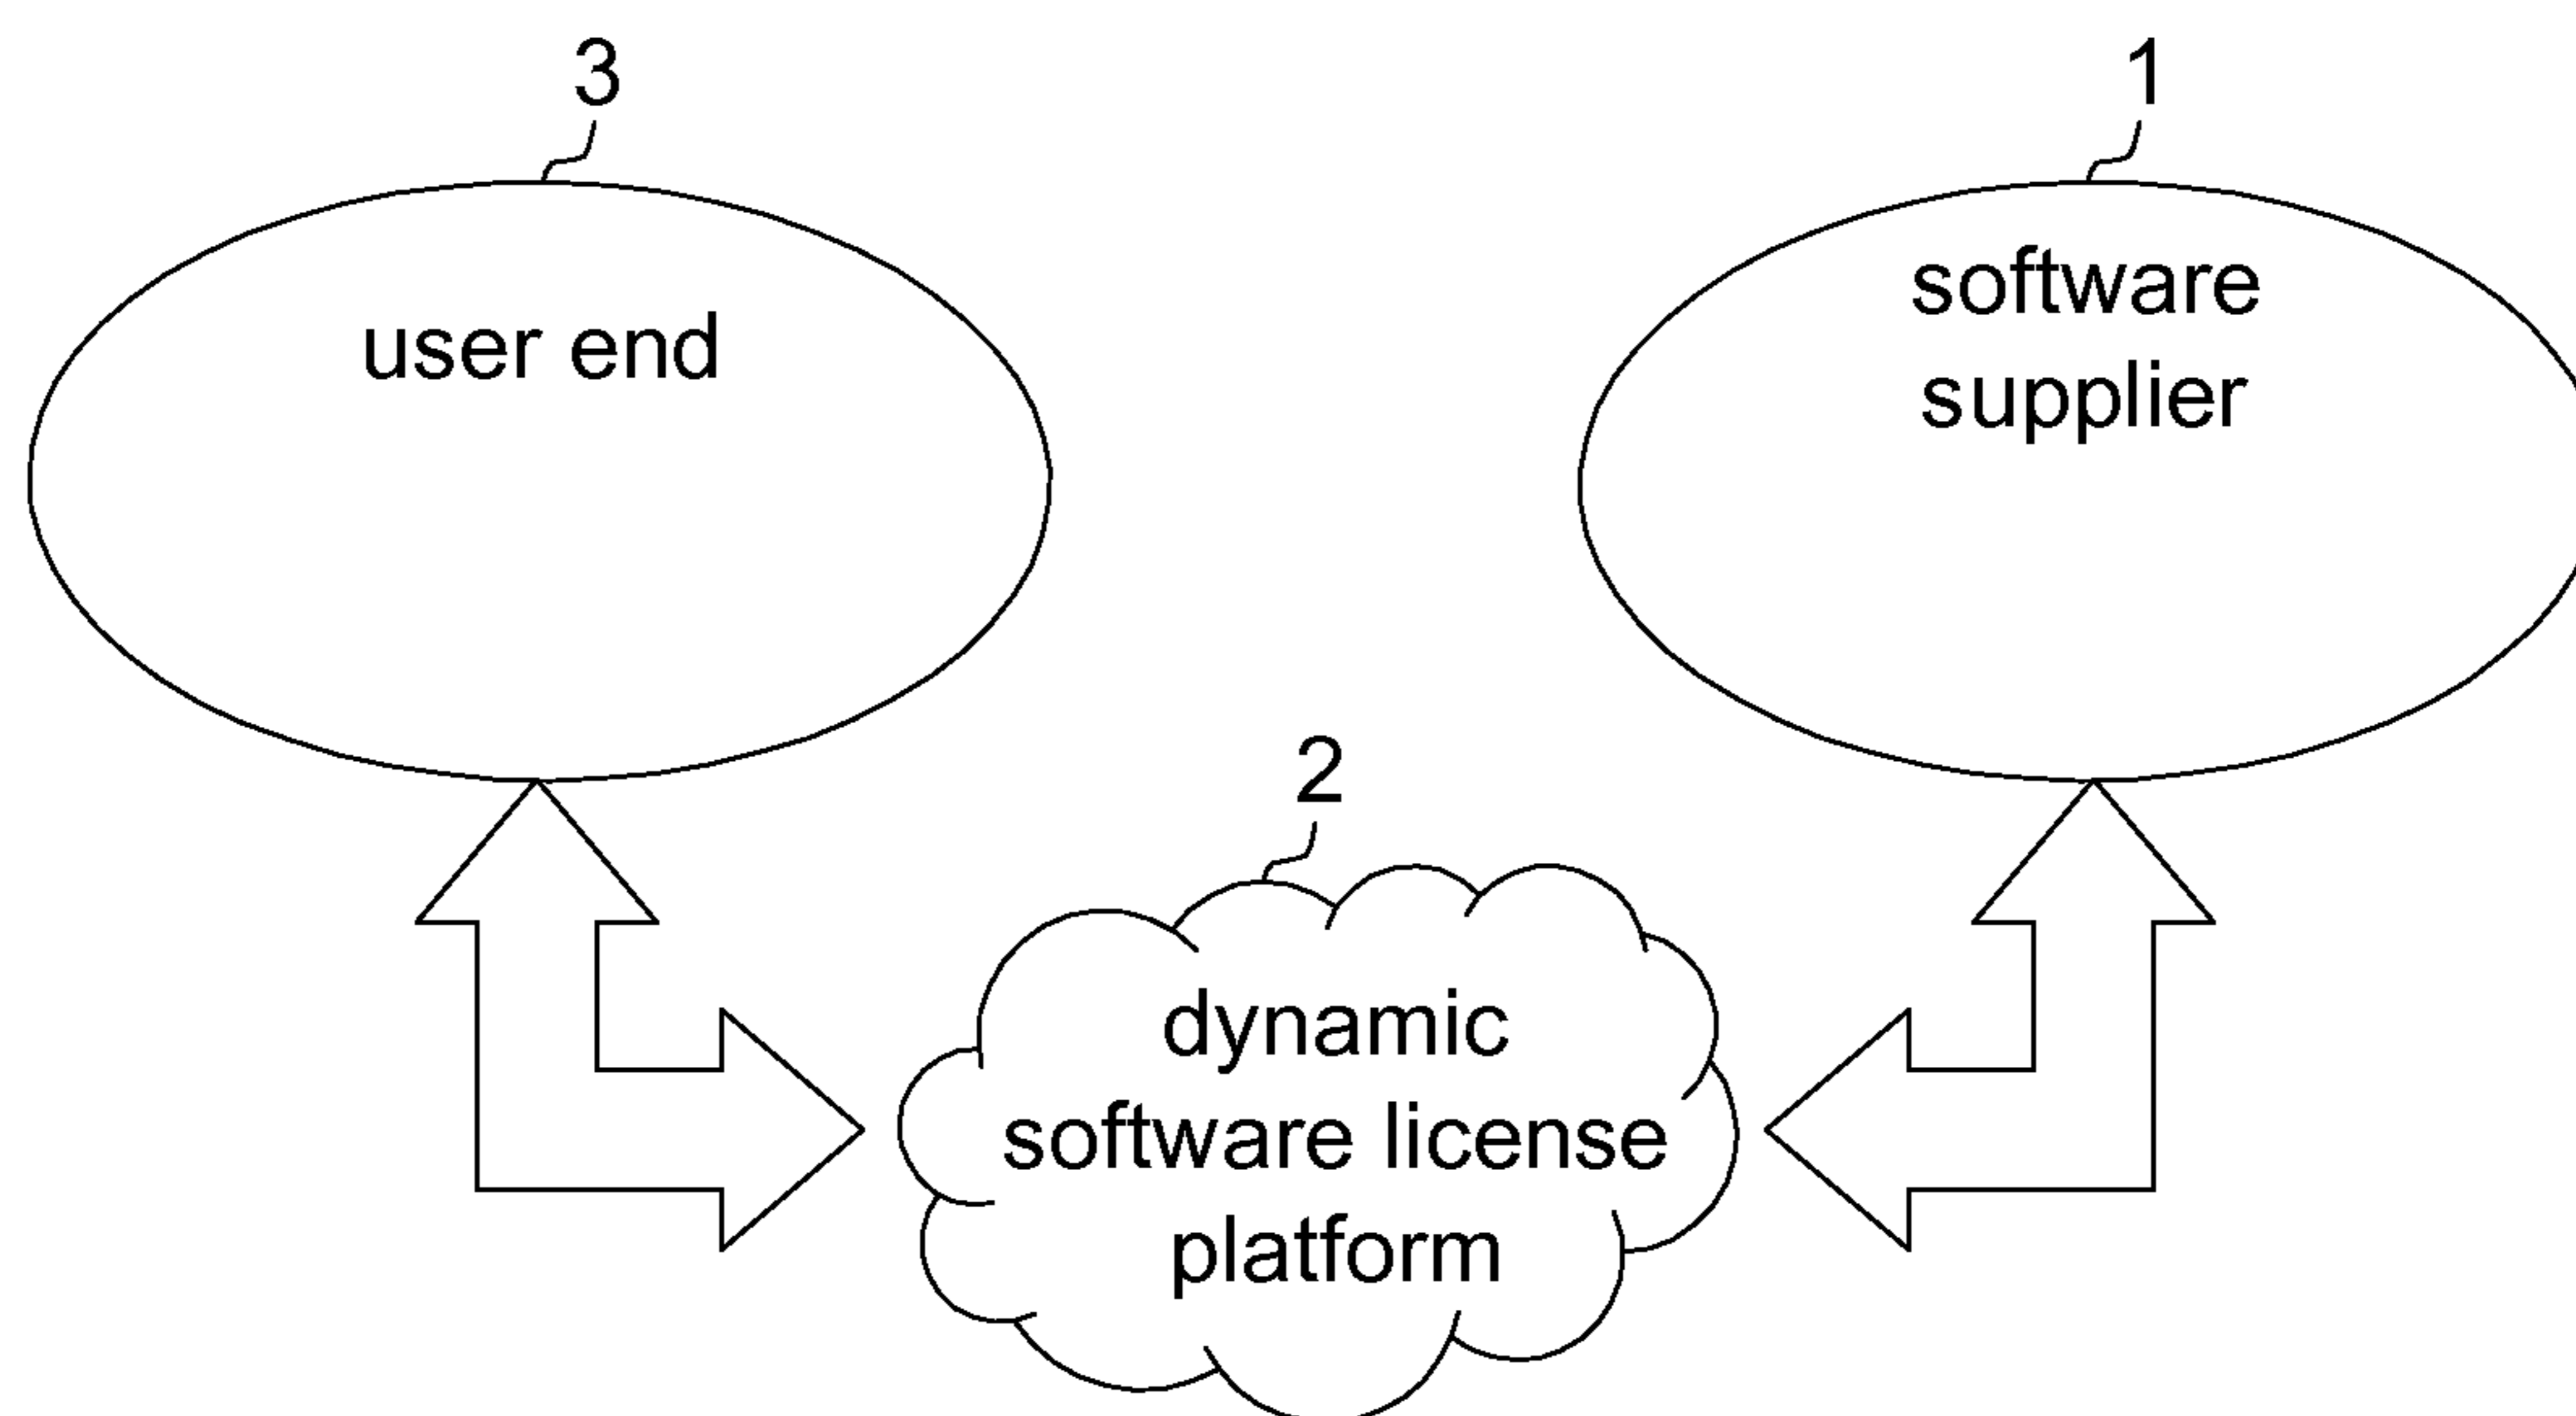 3
1
user end
software
supplier
2
dynamic
software license
platform